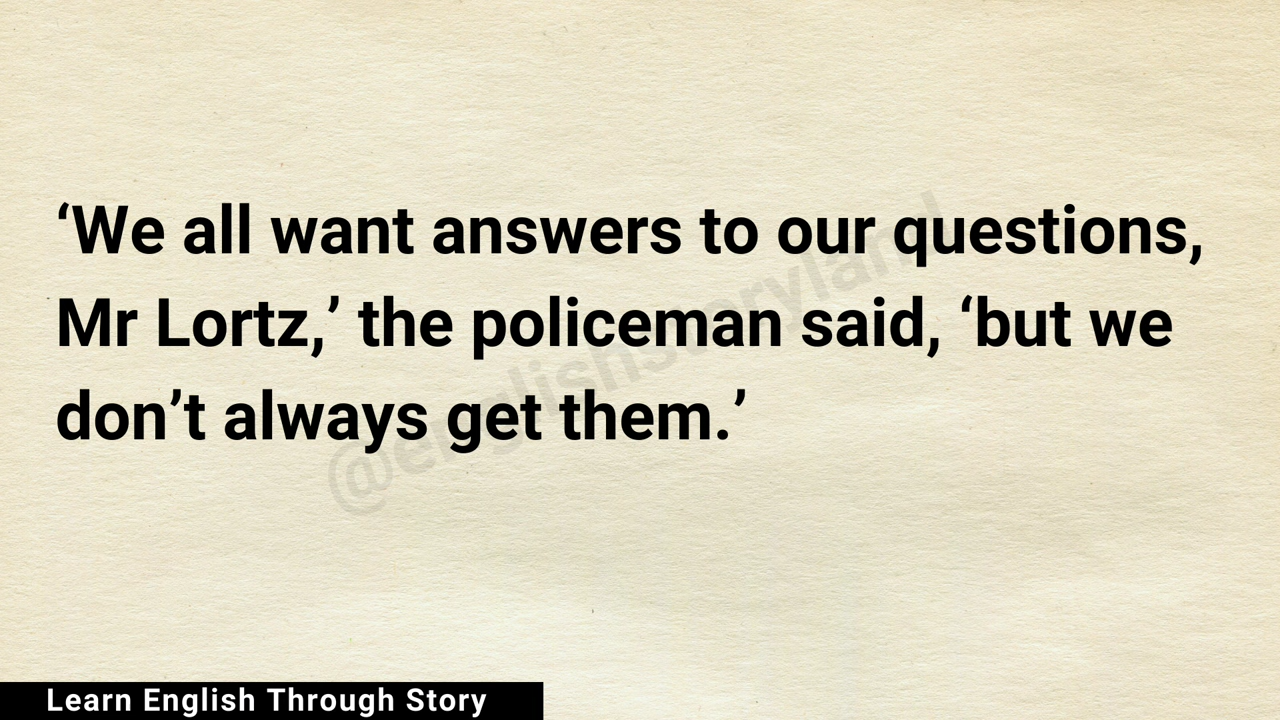 ‘We all want answers to our questions,
Mr Lortz,’ the policeman said, ‘but we
don’t always get them.’
@englishstoryland
Learn English Through Story